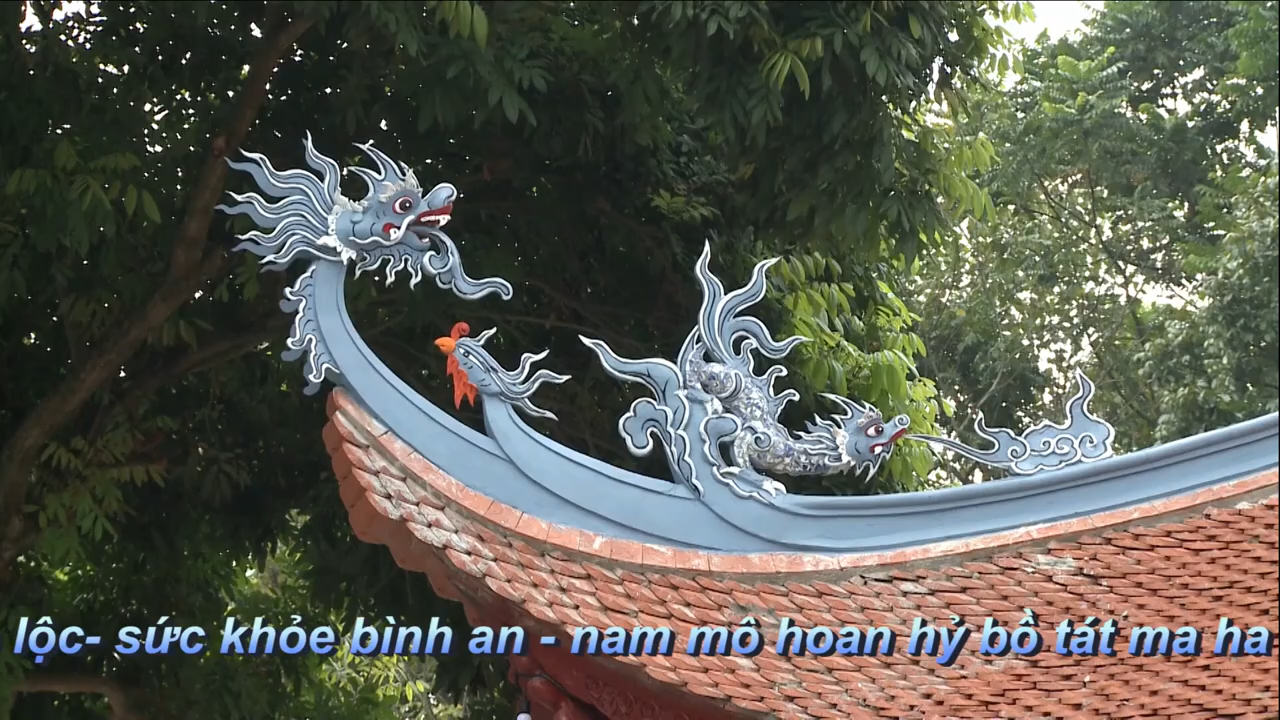 lộc- sức khỏe bình an - nam mô hoan hỷ bồ tát ma ha